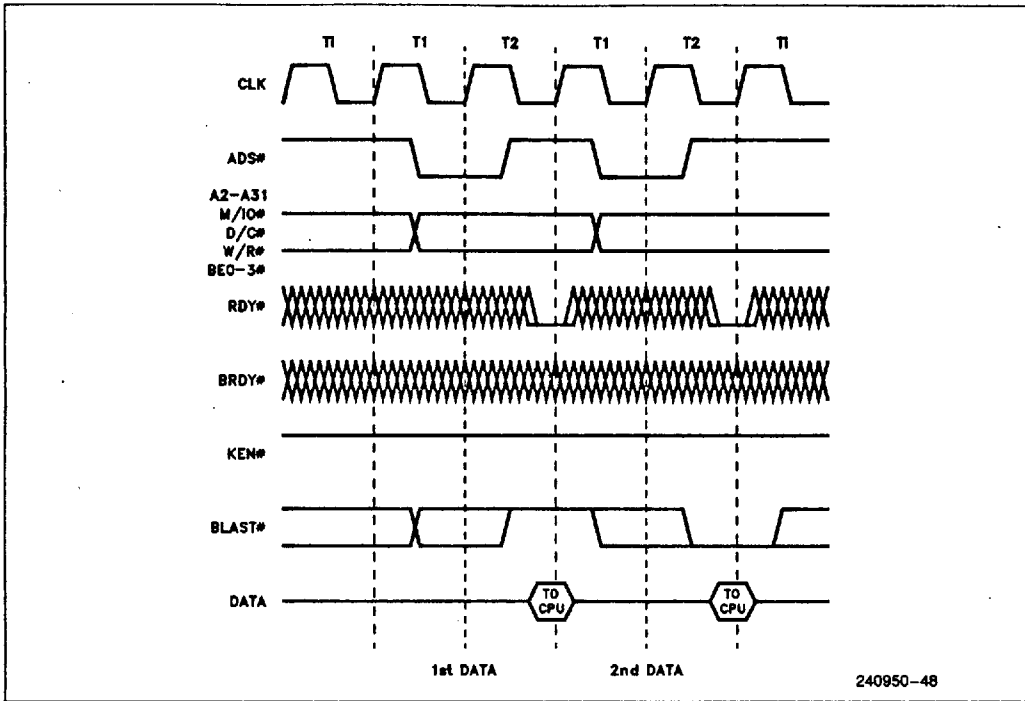 Ti T1 T2 T1 T2 Ti
CLK
ADS#
A2-A31
M/IO#
D/C#
W/R#
BE0-3#
RDY#
BRDY#
KEN#
BLAST#
DATA
TO
CPU
TO
CPU
1st DATA 2nd DATA
240950-48